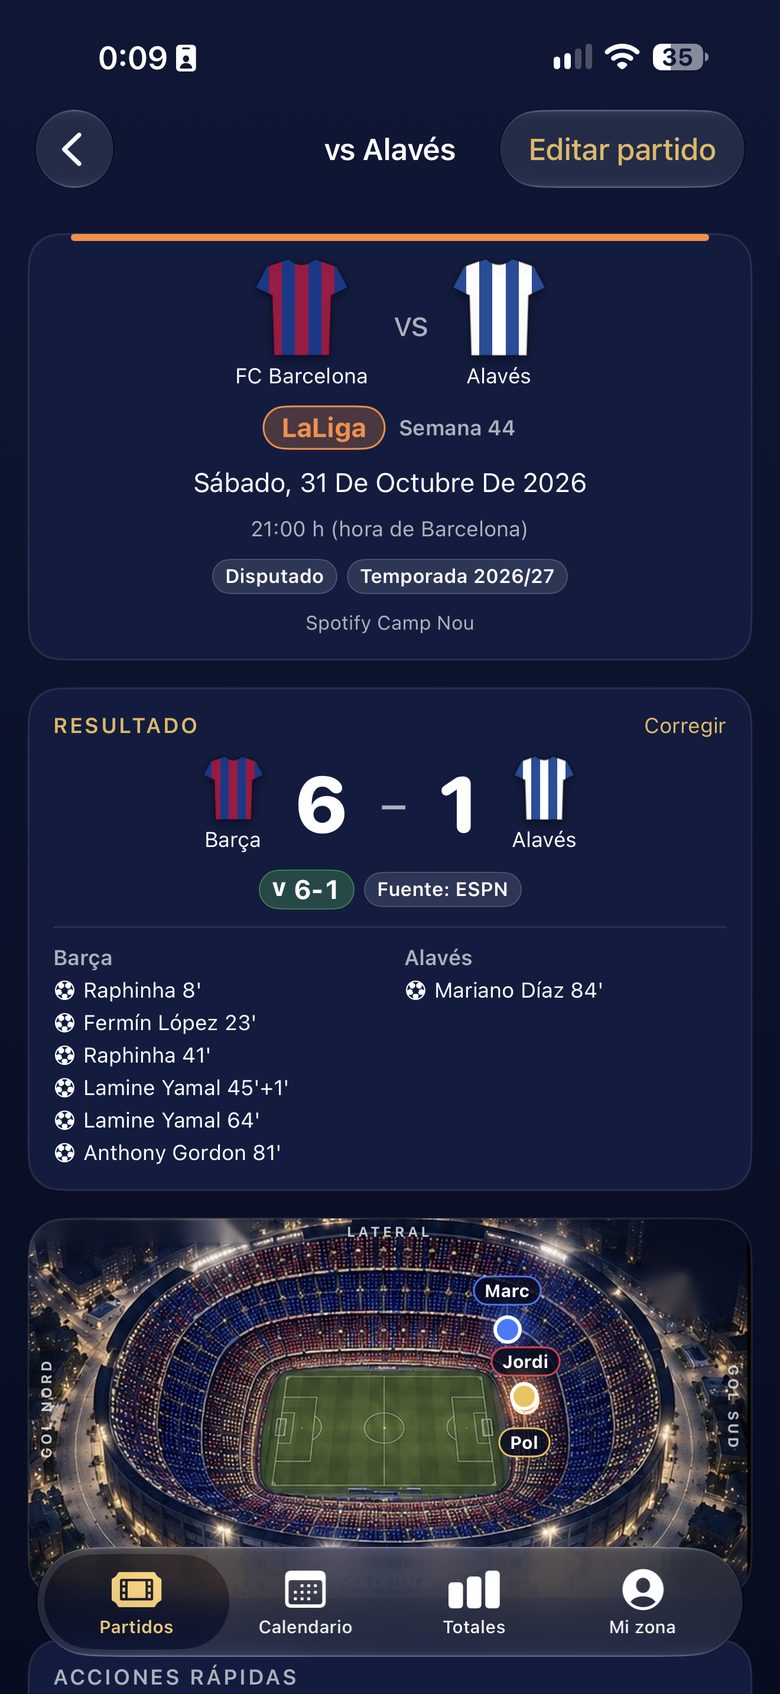 0:09
35
vs Alavés
Editar partido
VS
FC Barcelona
Alavés
LaLiga
Semana 44
Sábado, 31 De Octubre De 2026
21:00 h (hora de Barcelona)
Disputado
Temporada 2026/27
Spotify Camp Nou
RESULTADO
Corregir
6 – 1
Barça
Alavés
V 6-1
Fuente: ESPN
Barça
Alavés
Raphinha 8'
Mariano Díaz 84'
Fermín López 23'
Raphinha 41'
Lamine Yamal 45'+1'
Lamine Yamal 64'
Anthony Gordon 81'
LATERAL
Marc
Jordi
GOL NORD
GOL SUD
Pol
Partidos
Calendario
Totales
Mi zona
ACCIONES RÁPIDAS